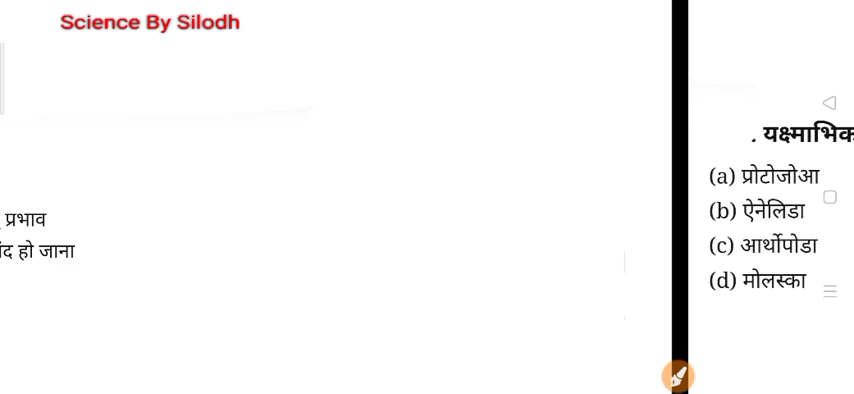 Science By Silodh
प्रभाव
हो जाना
. यक्ष्माभिक
(a) प्रोटोजोआ
(b) ऐनेलिडा
(c) आर्थोपोडा
(d) मोलस्का